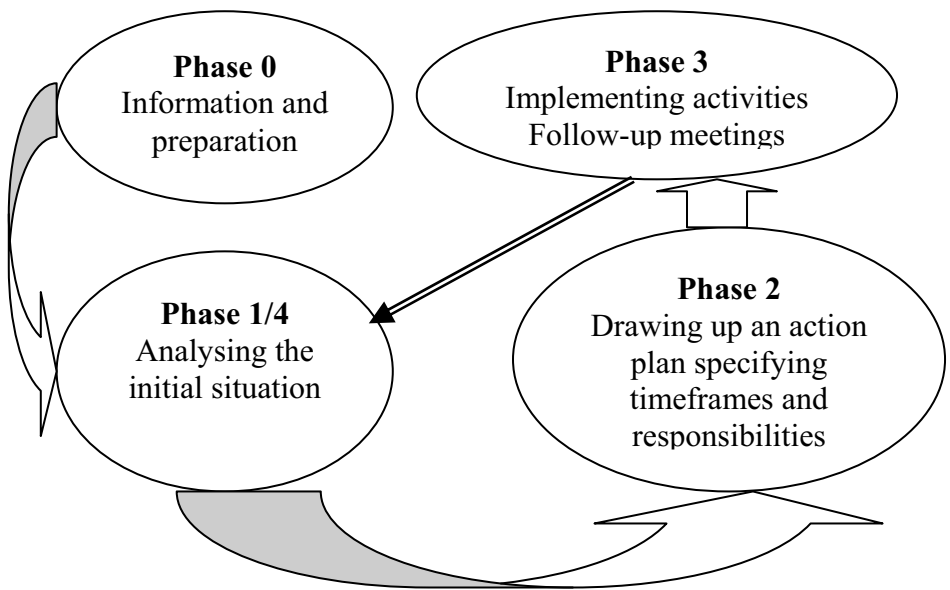 Phase 0
Information and
preparation
Phase 3
Implementing activities
Follow-up meetings
Phase 1/4
Analysing the
initial situation
Phase 2
Drawing up an action
plan specifying
timeframes and
responsibilities